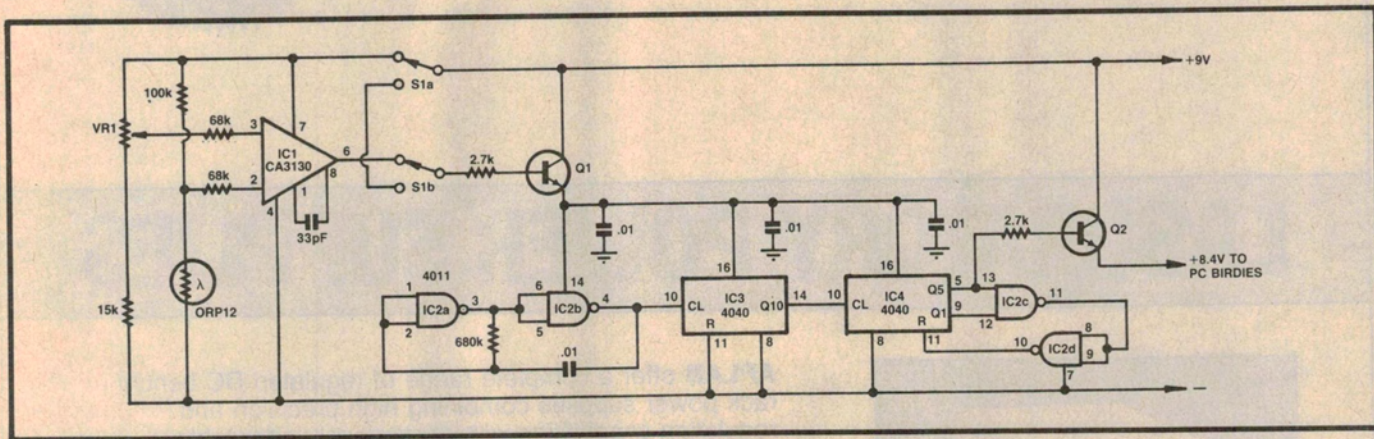 +9V
S1a
100k
VR1
68k
3
7
IC1
CA3130
6
8
2
68k
1
4
33pF
S1b
2.7k
Q1
.01
.01
.01
2.7k
Q2
+8.4V TO
PC BIRDIES
λ
ORP12
15k
4011
1
IC2a
3
2
680k
6
14
IC2b
4
5
.01
16
10
CL
IC3
4040
Q10
14
R
11
8
16
10
CL
IC4
4040
Q5
5
13
Q1
9
12
R
8
11
IC2c
11
10
IC2d
8
9
7
−